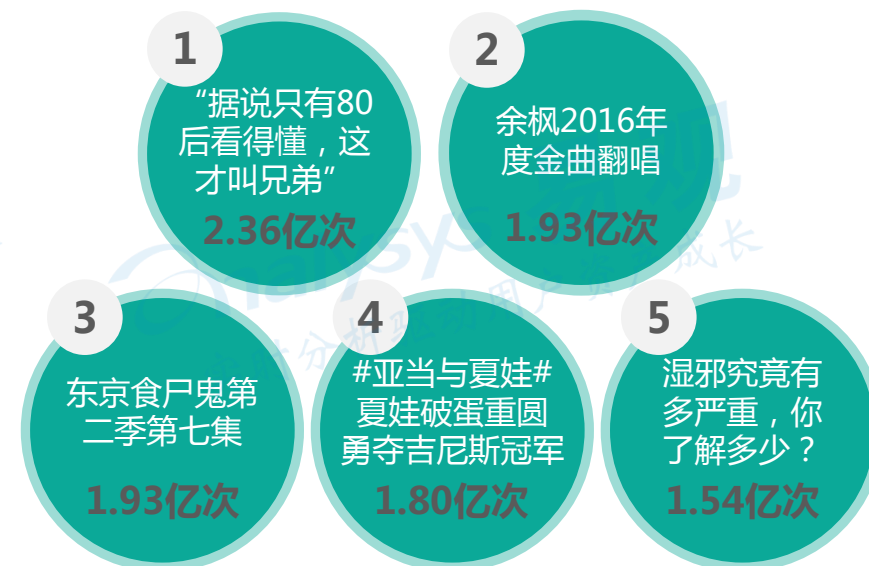 1
“据说只有80
后看得懂，这
才叫兄弟”
2.36亿次
2
余枫2016年
度金曲翻唱
1.93亿次
3
东京食尸鬼第
二季第七集
1.93亿次
4
#亚当与夏娃#
夏娃破蛋重圆
勇夺吉尼斯冠军
1.80亿次
5
湿邪究竟有
多严重，你
了解多少？
1.54亿次